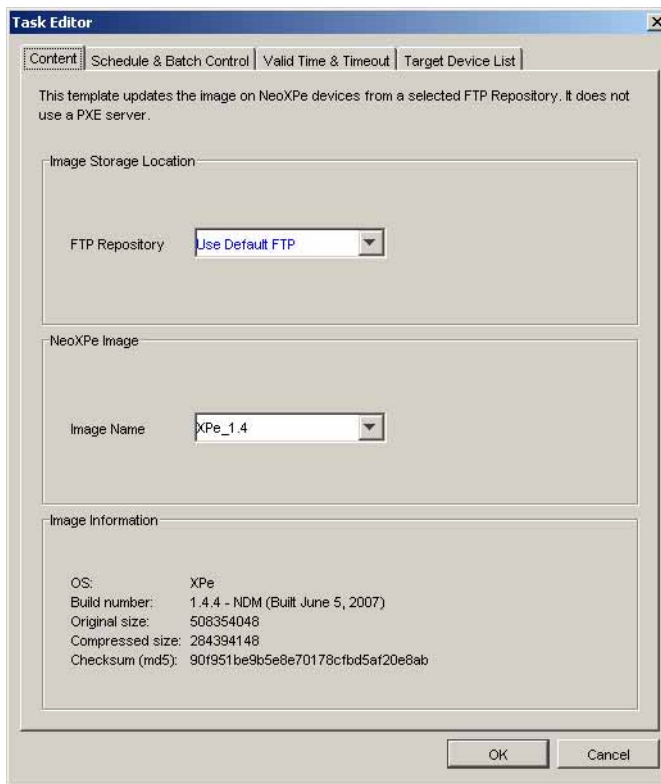 Task Editor
Content Schedule & Batch Control Valid Time & Timeout Target Device List
This template updates the image on NeoXPe devices from a selected FTP Repository. It does not
use a PXE server.
Image Storage Location
FTP Repository Use Default FTP
NeoXPe Image
Image Name XPe_1.4
Image Information
OS: XPe
Build number: 1.4.4 - NDM (Built June 5, 2007)
Original size: 508354048
Compressed size: 284394148
Checksum (md5): 90f951be9b5e8e70178cfbd5af20e8ab
OK Cancel